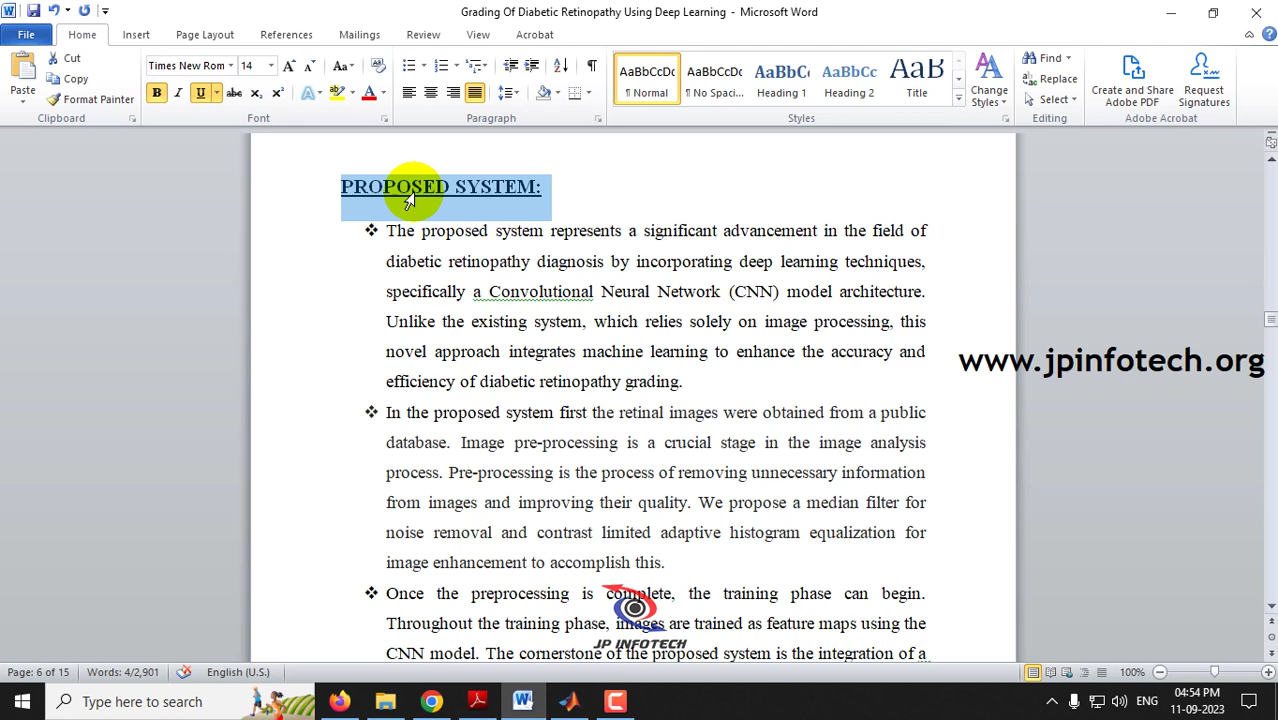 Grading Of Diabetic Retinopathy Using Deep Learning - Microsoft Word
File Home Insert Page Layout References Mailings Review View Acrobat
Paste
Cut
Copy
Format Painter
Clipboard
Times New Rom 14
Font
Paragraph
AaBbCcDc AaBbCcDc AaBbCc AaBbCc AaB
¶ Normal ¶ No Spaci... Heading 1 Heading 2 Title
Change Styles
Styles
Find
Replace
Select
Editing
Create and Share Adobe PDF
Request Signatures
Adobe Acrobat
PROPOSED SYSTEM:
❖ The proposed system represents a significant advancement in the field of
diabetic retinopathy diagnosis by incorporating deep learning techniques,
specifically a Convolutional Neural Network (CNN) model architecture.
Unlike the existing system, which relies solely on image processing, this
novel approach integrates machine learning to enhance the accuracy and
efficiency of diabetic retinopathy grading.
❖ In the proposed system first the retinal images were obtained from a public
database. Image pre-processing is a crucial stage in the image analysis
process. Pre-processing is the process of removing unnecessary information
from images and improving their quality. We propose a median filter for
noise removal and contrast limited adaptive histogram equalization for
image enhancement to accomplish this.
❖ Once the preprocessing is complete, the training phase can begin.
Throughout the training phase, images are trained as feature maps using the
CNN model. The cornerstone of the proposed system is the integration of a
www.jpinfotech.org
JP INFOTECH
Page: 6 of 15 Words: 4/2,901 English (U.S.) 100%
Type here to search
ENG
04:54 PM
11-09-2023